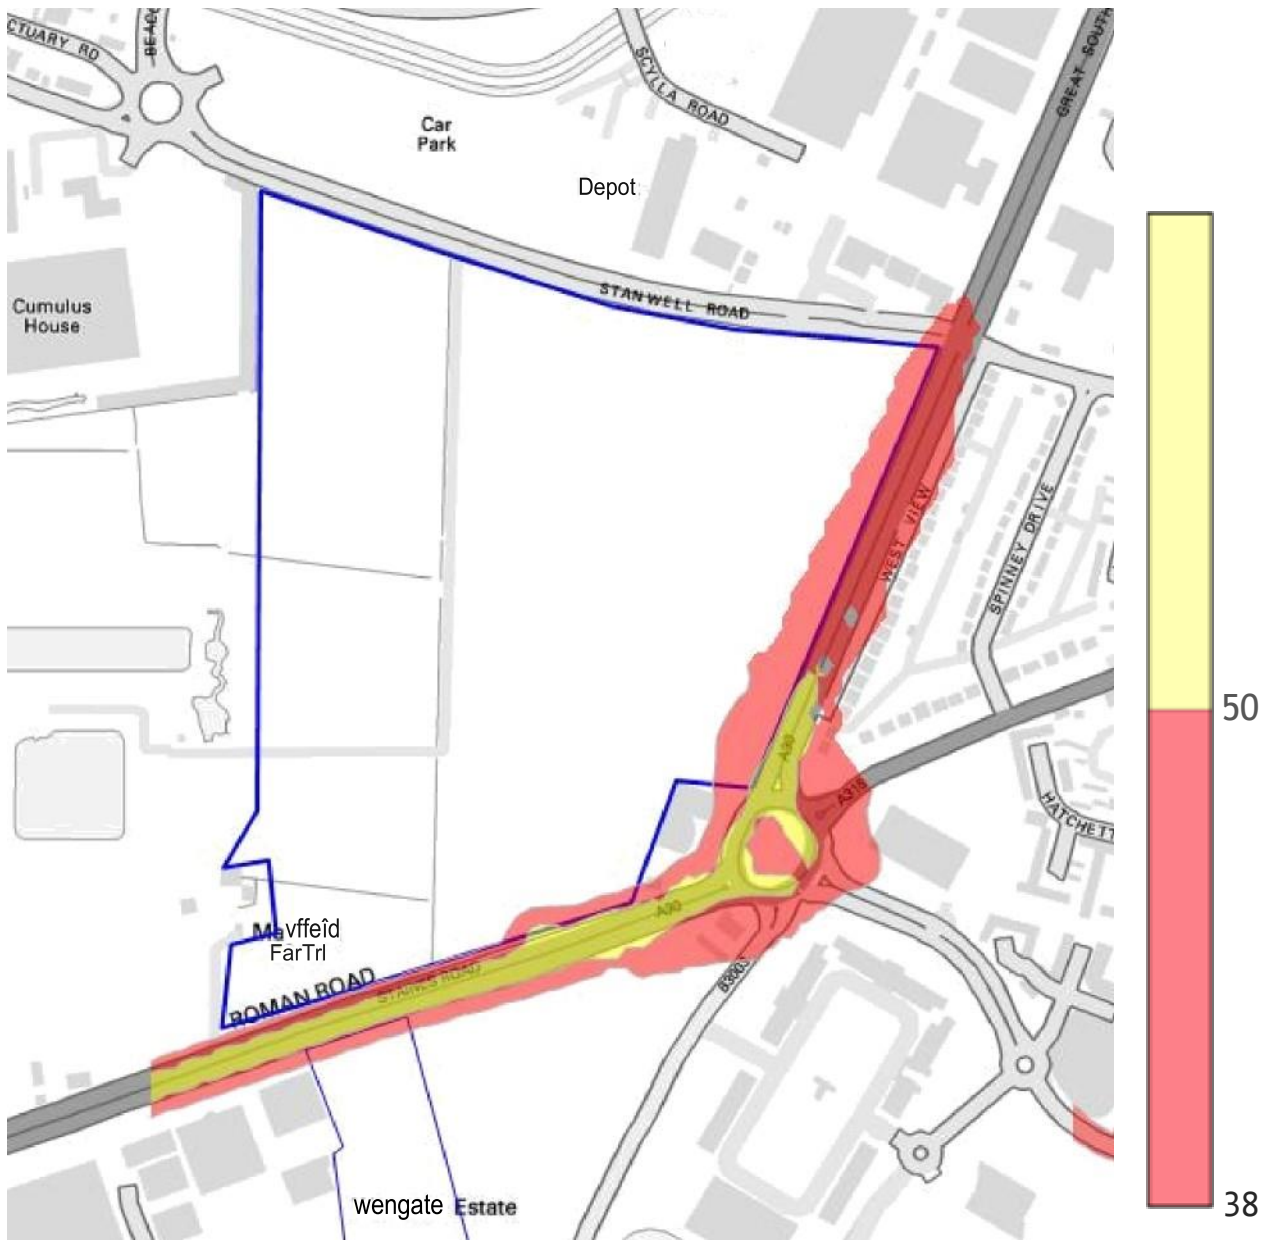 CTUARY RD
BEAC
SCYLLA ROAD
GREAT SOUTH
Car
Park
Depot
Cumulus
House
STANWELL ROAD
50
WEST VIEW
SPINNEY DRIVE
A30
A315
HATCHETT
A30
Mavffeîd
FarTrl
STAINES ROAD
ROMAN ROAD
B3003
wengate Estate
38